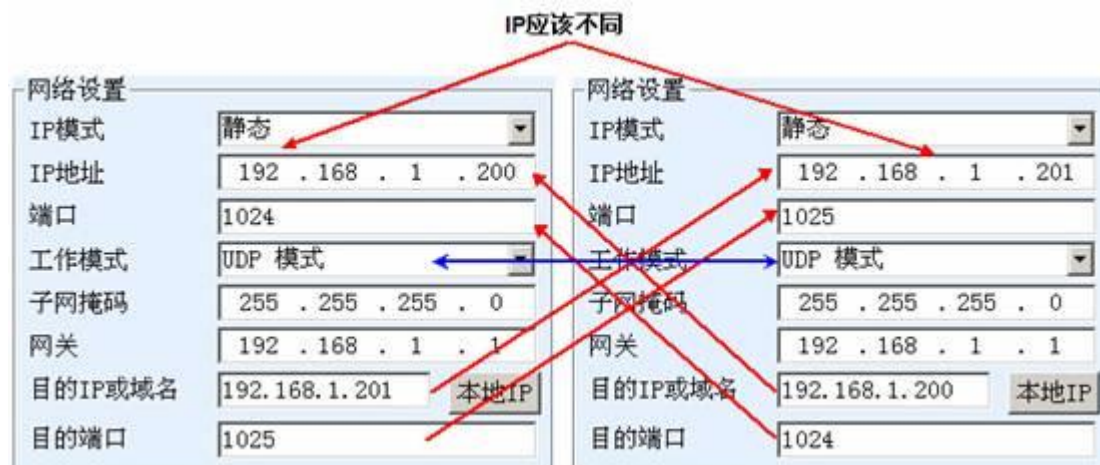 IP应该不同
网络设置
IP模式 静态
IP地址 192 .168 . 1 .200
端口 1024
工作模式 UDP 模式
子网掩码 255 .255 .255 . 0
网关 192 .168 . 1 . 1
目的IP或域名 192.168.1.201 本地IP
目的端口 1025
网络设置
IP模式 静态
IP地址 192 .168 . 1 .201
端口 1025
工作模式 UDP 模式
子网掩码 255 .255 .255 . 0
网关 192 .168 . 1 . 1
目的IP或域名 192.168.1.200 本地IP
目的端口 1024